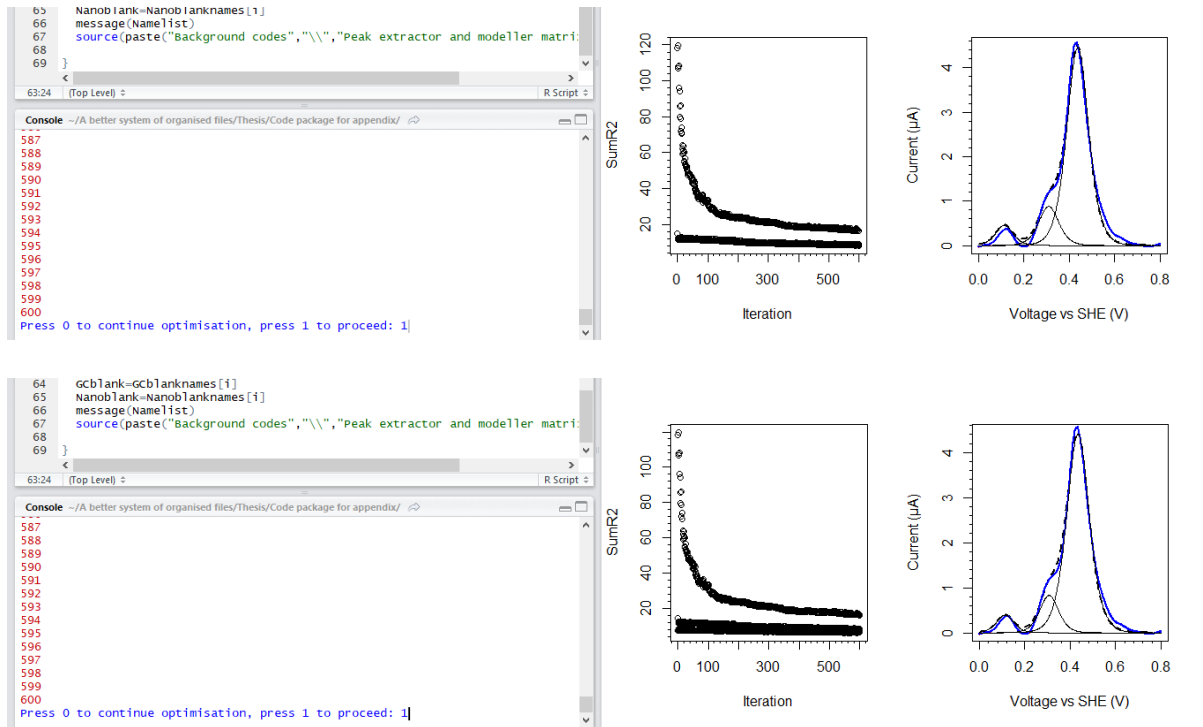 65 Nanoblank=Nanoblanknames[i]
66 message(Namelist)
67 source(paste("Background codes","\\","Peak extractor and modeller matri
68
69 }
63:24 (Top Level) R Script
Console ~/A better system of organised files/Thesis/Code package for appendix/
587
588
589
590
591
592
593
594
595
596
597
598
599
600
Press 0 to continue optimisation, press 1 to proceed: 1
SumR2
120
100
80
60
40
20
0 100 300 500
Iteration
Current (µA)
4
3
2
1
0
0.0 0.2 0.4 0.6 0.8
Voltage vs SHE (V)
64 GCblank=GCblanknames[i]
65 Nanoblank=Nanoblanknames[i]
66 message(Namelist)
67 source(paste("Background codes","\\","Peak extractor and modeller matri
68
69 }
63:24 (Top Level) R Script
Console ~/A better system of organised files/Thesis/Code package for appendix/
587
588
589
590
591
592
593
594
595
596
597
598
599
600
Press 0 to continue optimisation, press 1 to proceed: 1
SumR2
100
80
60
40
20
0 100 300 500
Iteration
Current (µA)
4
3
2
1
0
0.0 0.2 0.4 0.6 0.8
Voltage vs SHE (V)